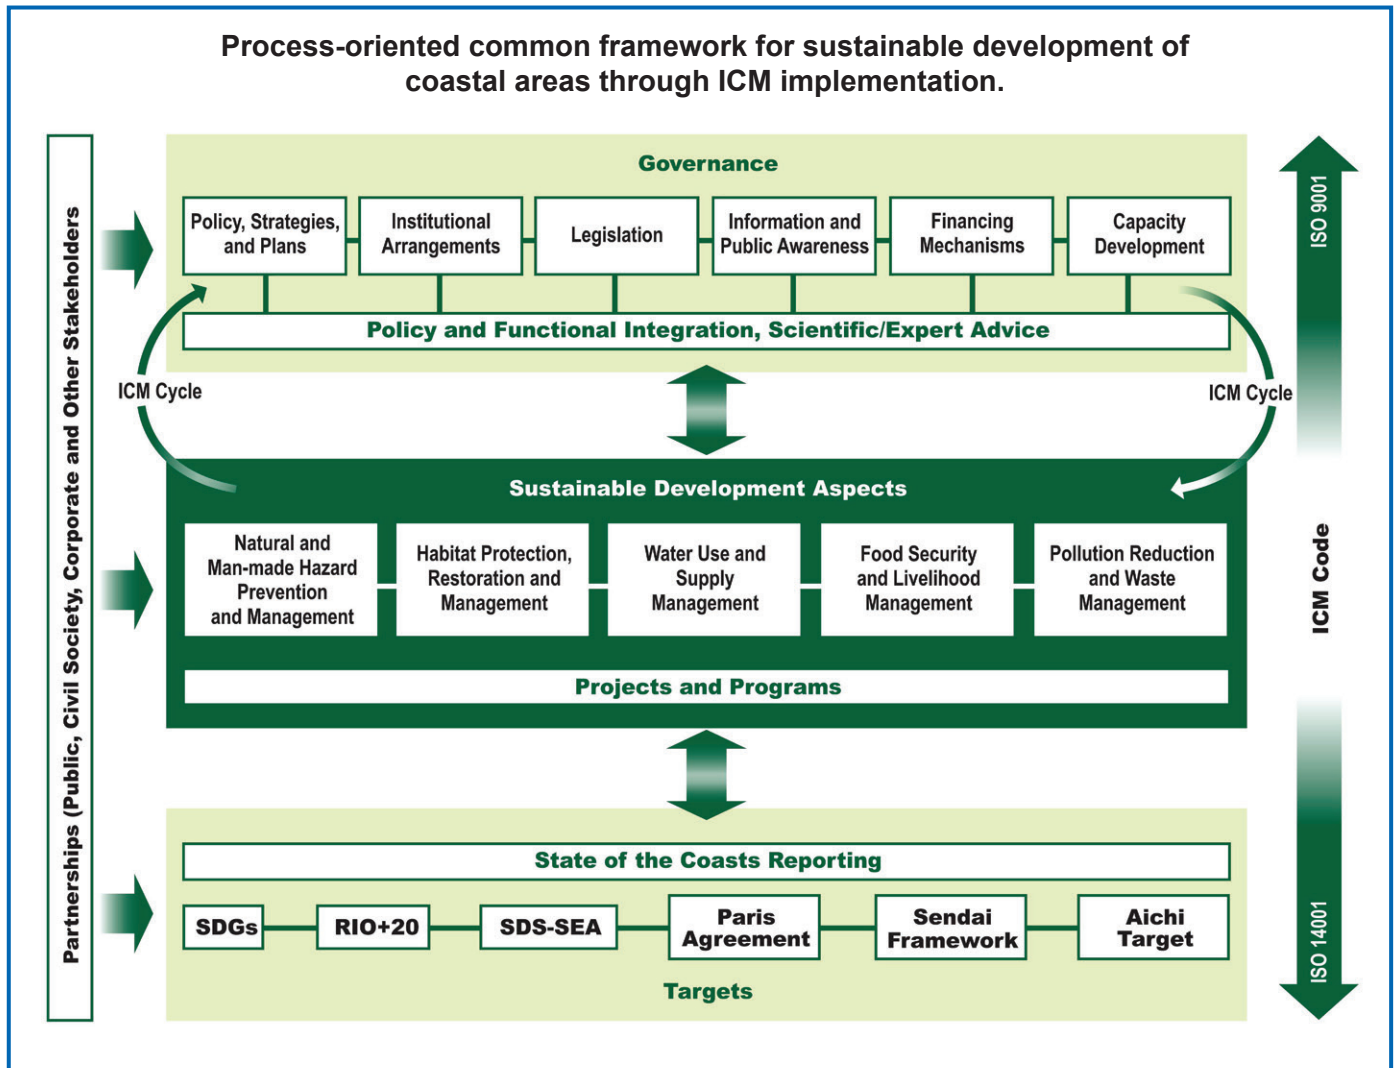 Process-oriented common framework for sustainable development of
coastal areas through ICM implementation.
Partnerships (Public, Civil Society, Corporate and Other Stakeholders
Governance
Policy, Strategies,
and Plans
Institutional
Arrangements
Legislation
Information and
Public Awareness
Financing
Mechanisms
Capacity
Development
Policy and Functional Integration, Scientific/Expert Advice
ICM Cycle
ICM Cycle
Sustainable Development Aspects
Natural and
Man-made Hazard
Prevention
and Management
Habitat Protection,
Restoration and
Management
Water Use and
Supply
Management
Food Security
and Livelihood
Management
Pollution Reduction
and Waste
Management
Projects and Programs
State of the Coasts Reporting
SDGs
RIO+20
SDS-SEA
Paris
Agreement
Sendai
Framework
Aichi
Target
Targets
ISO 9001
ICM Code
ISO 14001